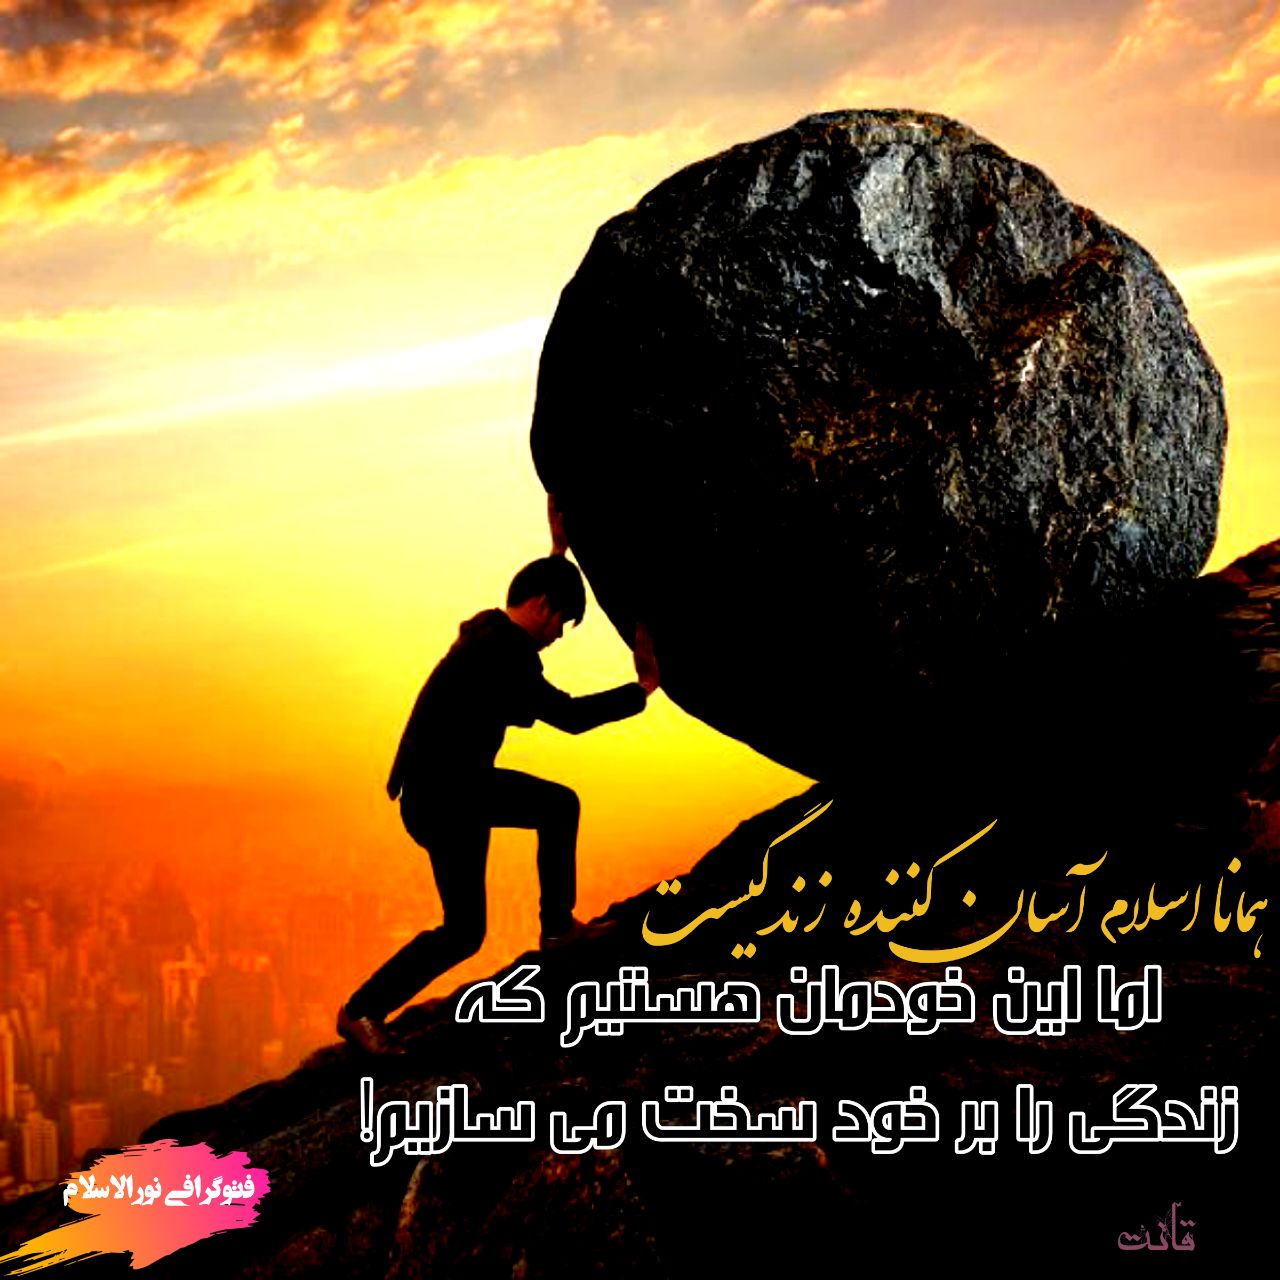 همانا اسلام آسان کننده زندگیست
اما این خودمان هستیم که
زندگی را بر خود سخت می سازیم!
فتوگرافی نورالاسلام
قانت